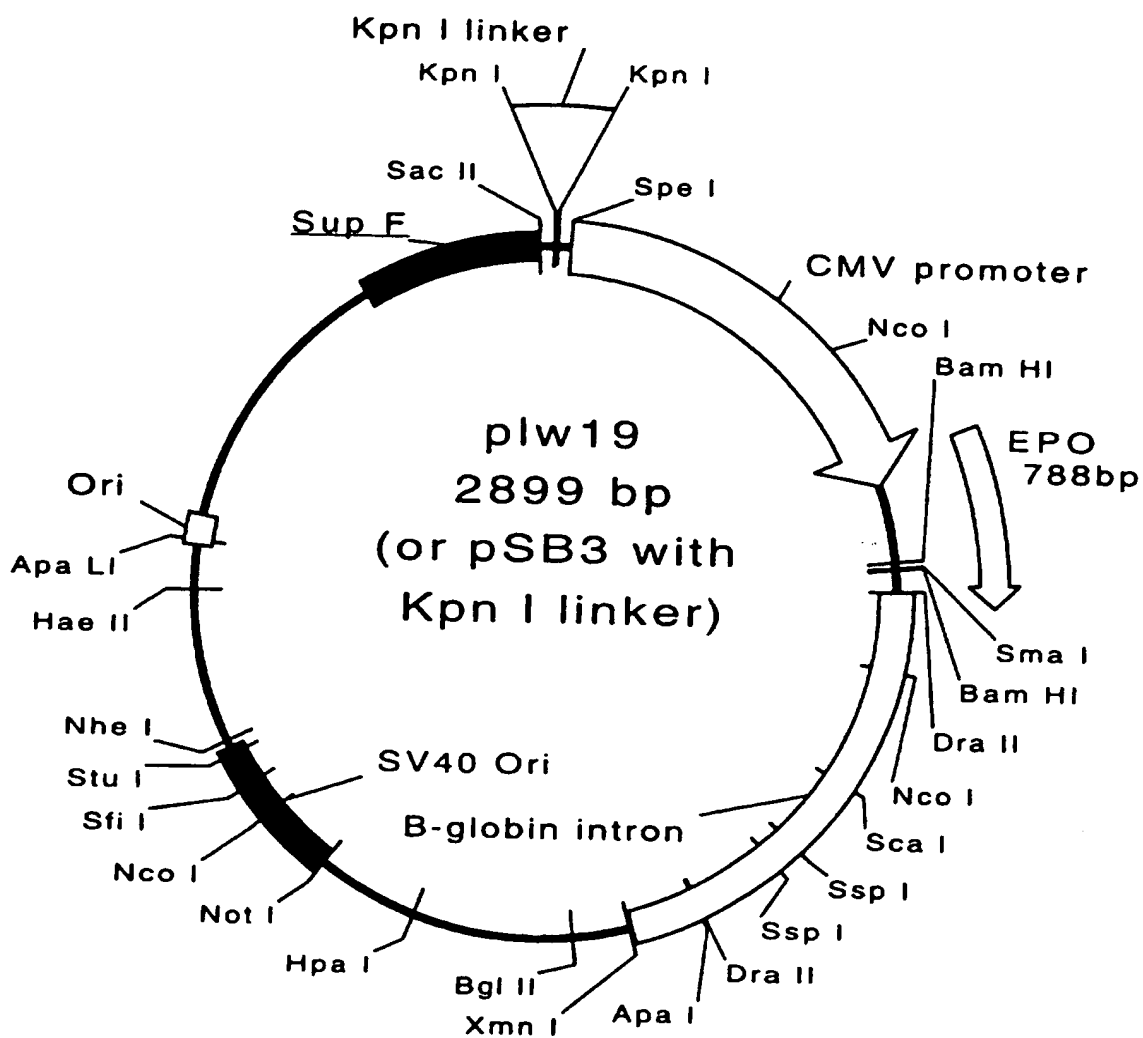 Kpn I linker
Kpn I
Kpn I
Sac II
Spe I
Sup F
CMV promoter
Nco I
Bam HI
EPO
788bp
plw19
2899 bp
(or pSB3 with
Kpn I linker)
Ori
Apa LI
Hae II
Sma I
Bam HI
Dra II
Nhe I
Stu I
Sfi I
Nco I
Not I
SV40 Ori
B-globin intron
Nco I
Sca I
Ssp I
Ssp I
Hpa I
Bgl II
Xmn I
Apa I
Dra II